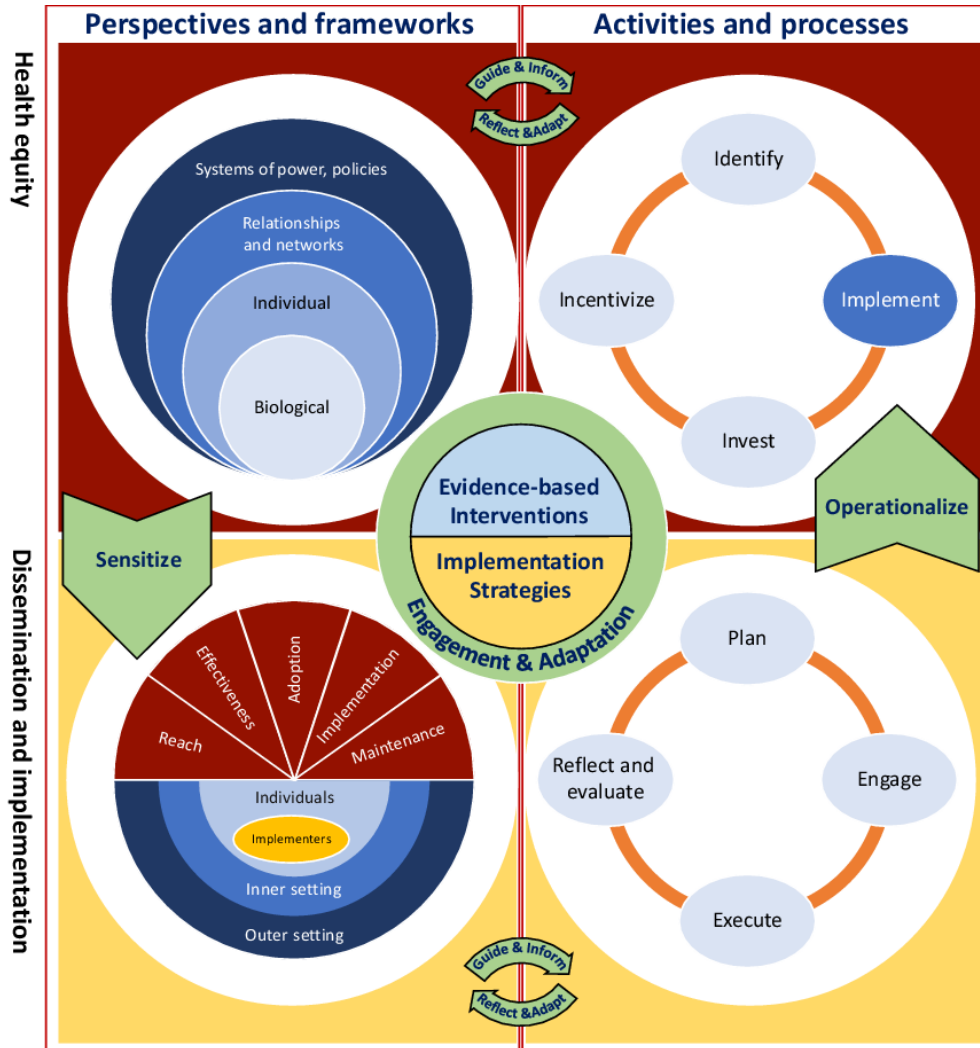 Perspectives and frameworks
Activities and processes
Health equity
Guide & Inform
Reflect &Adapt
Systems of power, policies
Relationships
and networks
Individual
Biological
Identify
Incentivize
Implement
Invest
Evidence-based
Interventions
Implementation
Strategies
Engagement & Adaptation
Sensitize
Operationalize
Dissemination and implementation
Reach
Effectiveness
Adoption
Implementation
Maintenance
Individuals
Implementers
Inner setting
Outer setting
Plan
Reflect and
evaluate
Engage
Execute
Guide & Inform
Reflect &Adapt